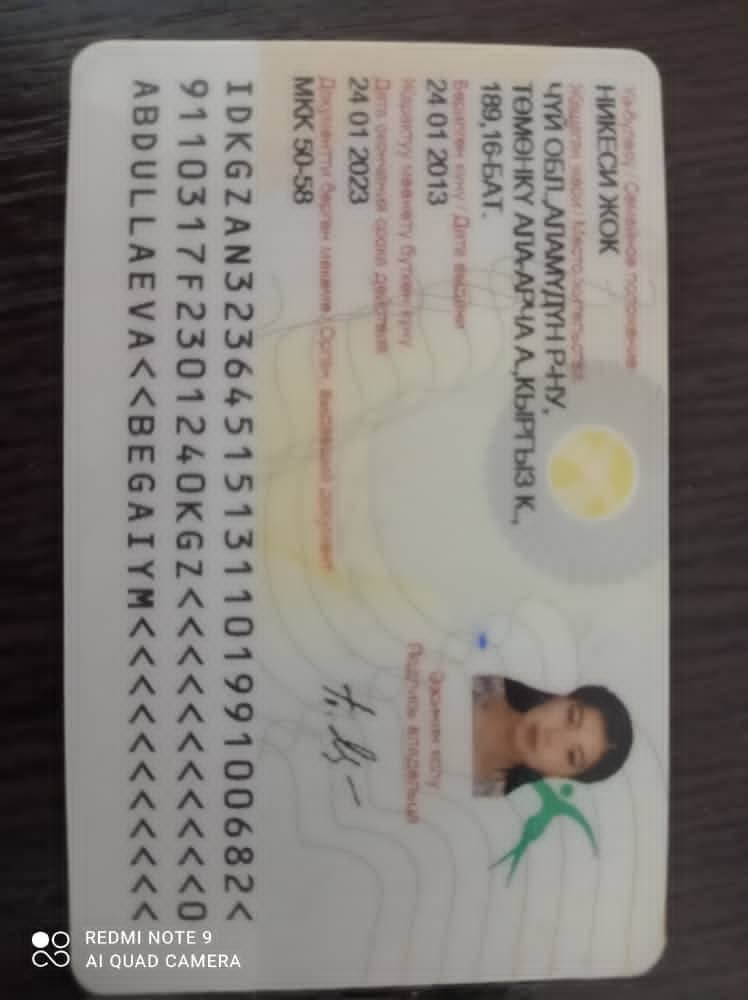 Үй-бүлөсү / Семейное положение
НИКЕСИ ЖОК
Жашаган жери / Место жительства
ЧҮЙ ОБЛ.,АЛАМҮДҮН Р-НУ,
ТӨМӨНКҮ АЛА-АРЧА А.,КЫРГЫЗ К.,
189,16-БАТ.
Берилген күнү / Дата выдачи
24 01 2013
Колдонуу мөөнөтү бүткөн күнү
Дата окончания срока действия
24 01 2023
Документти берген мекеме / Орган, выдавший документ
МКК 50-58
Ээсинин колу
Подпись владельца
IDKGZAN3236451513110199100682<
9110317F2301240KGZ<<<<<<<<<<<0
ABDULLAEVA<<BEGAIYM<<<<<<<<<<<
REDMI NOTE 9
AI QUAD CAMERA